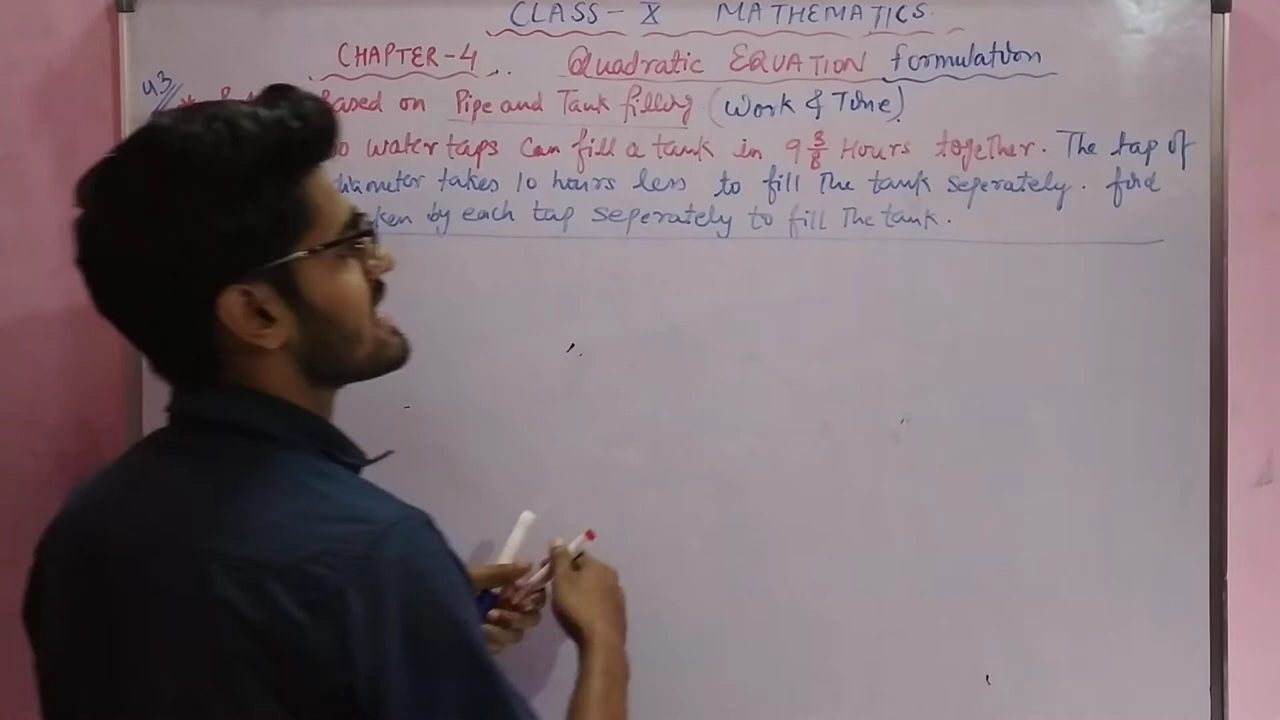 CLASS - X MATHEMATICS.
CHAPTER-4 .. Quadratic EQUATION formulation
43
* Based on Pipe and Tank filling (Work & Time)
water taps can fill a tank in 9 3/8 Hours together. The tap of
diameter takes 10 hours less to fill The tank seperately. find
by each tap seperately to fill The tank.